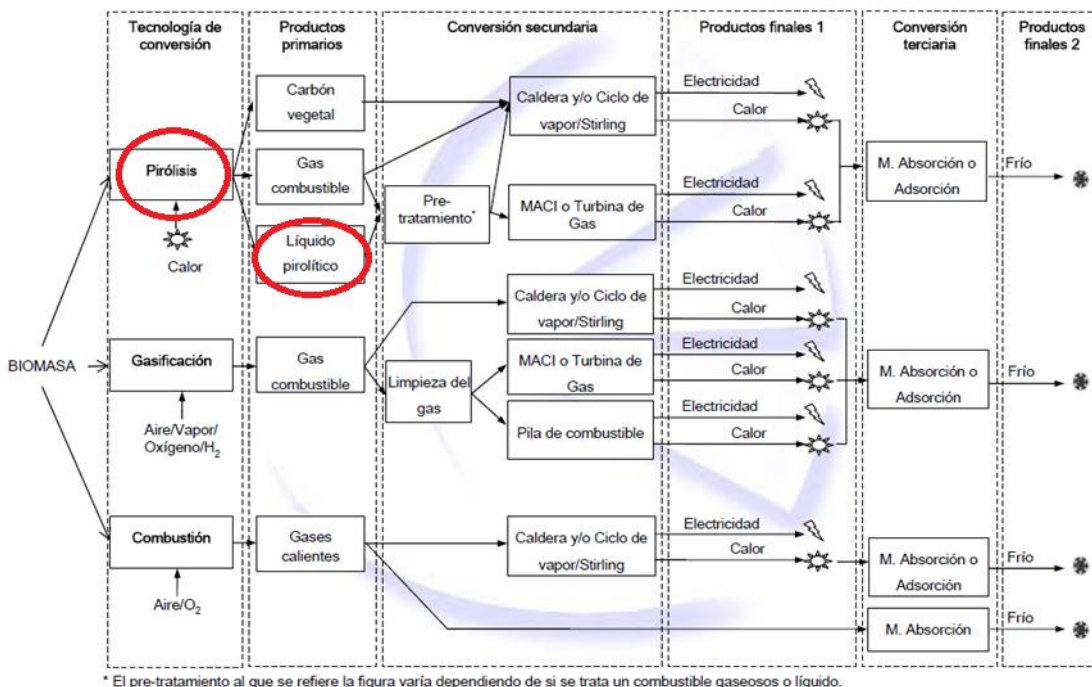 Tecnología de
conversión
Productos
primarios
Conversión secundaria
Productos finales 1
Conversión
terciaria
Productos
finales 2
BIOMASA
Pirólisis
Calor
Carbón
vegetal
Gas
combustible
Líquido
pirolítico
Pre-
tratamiento*
Caldera y/o Ciclo de
vapor/Stirling
Electricidad
Calor
MACI o Turbina de
Gas
Electricidad
Calor
M. Absorción o
Adsorción
Frío
Gasificación
Aire/Vapor/
Oxígeno/H2
Gas
combustible
Limpieza del
gas
Caldera y/o Ciclo de
vapor/Stirling
Electricidad
Calor
MACI o Turbina de
Gas
Electricidad
Calor
Pila de combustible
Electricidad
Calor
M. Absorción o
Adsorción
Frío
Combustión
Aire/O2
Gases
calientes
Caldera y/o Ciclo de
vapor/Stirling
Electricidad
Calor
M. Absorción o
Adsorción
Frío
M. Absorción
Frío
* El pre-tratamiento al que se refiere la figura varía dependiendo de si se trata un combustible gaseosos o líquido.